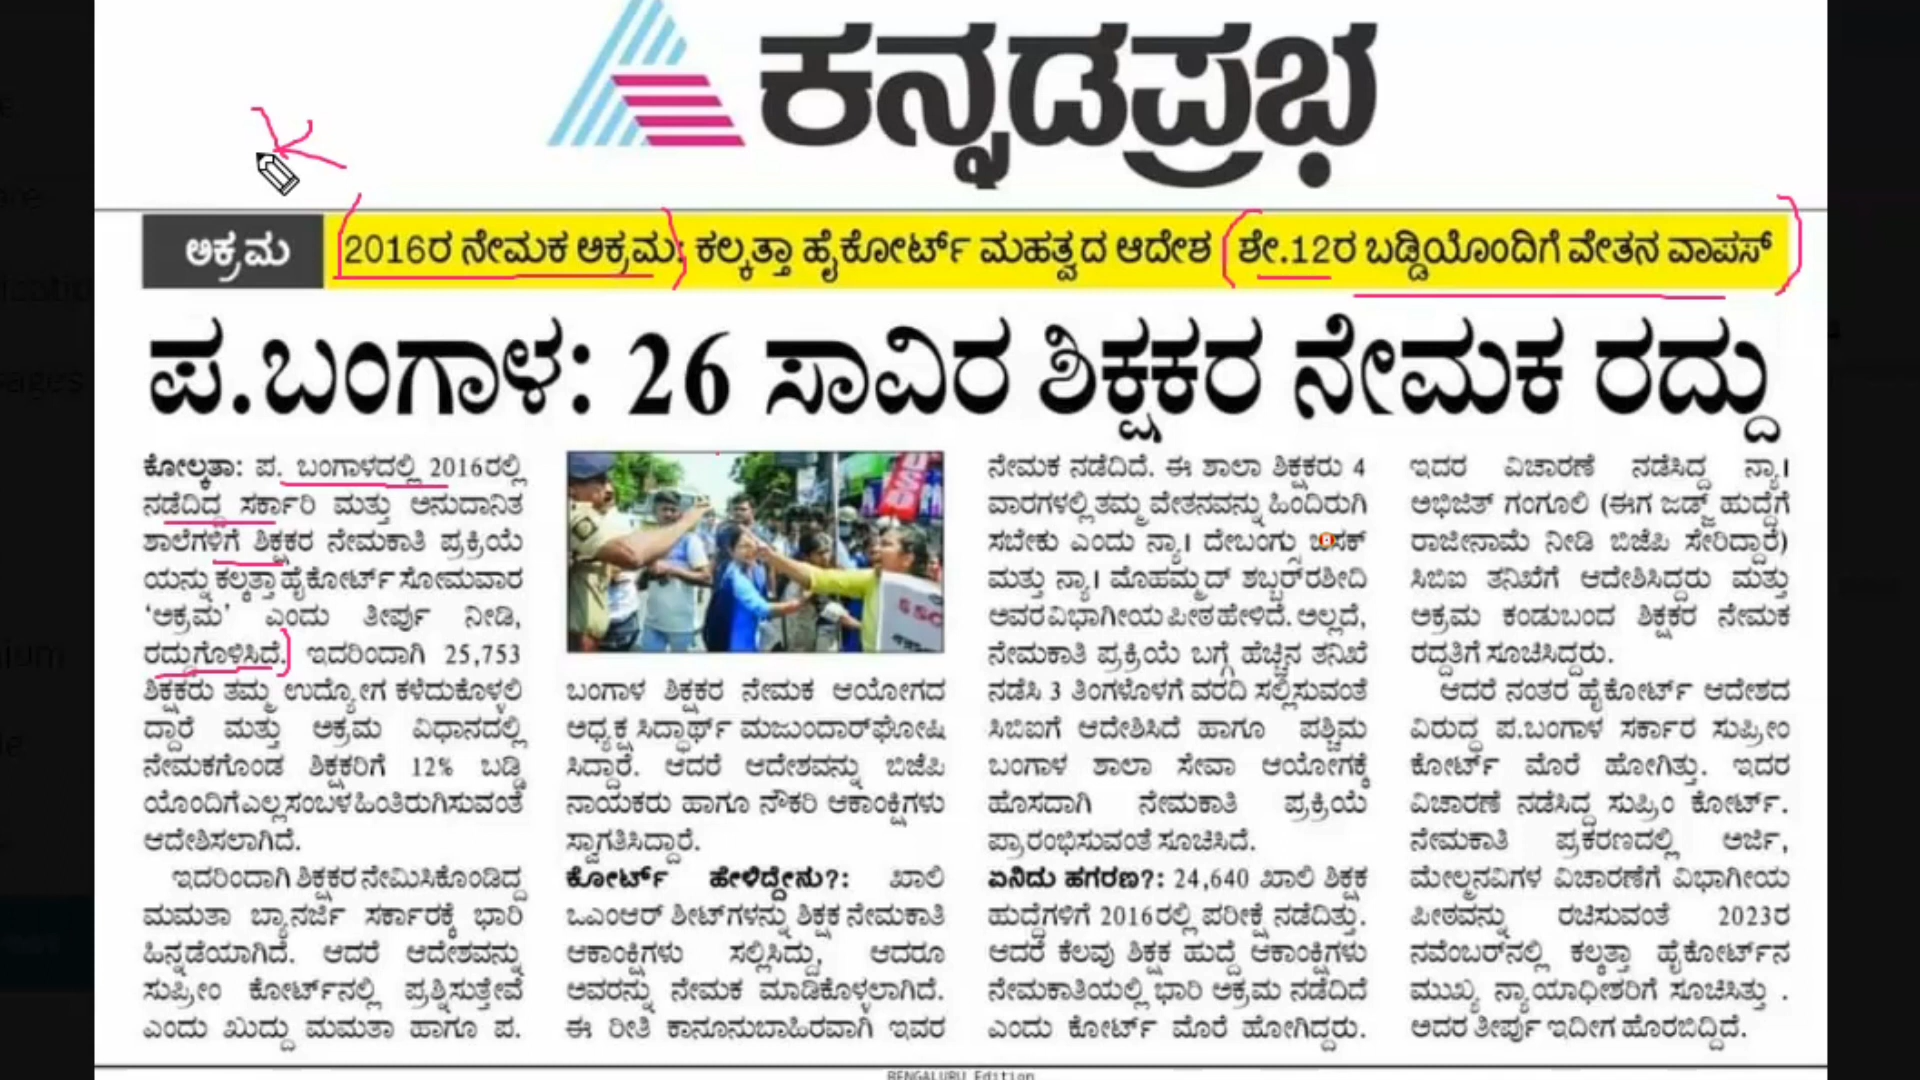 ಕನ್ನಡಪ್ರಭ
ಅಕ್ರಮ
2016ರ ನೇಮಕ ಅಕ್ರಮ: ಕಲ್ಕತ್ತಾ ಹೈಕೋರ್ಟ್ ಮಹತ್ವದ ಆದೇಶ
ಶೇ.12ರ ಬಡ್ಡಿಯೊಂದಿಗೆ ವೇತನ ವಾಪಸ್
ಪ.ಬಂಗಾಳ: 26 ಸಾವಿರ ಶಿಕ್ಷಕರ ನೇಮಕ ರದ್ದು
ಕೋಲ್ಕತಾ: ಪ. ಬಂಗಾಳದಲ್ಲಿ 2016ರಲ್ಲಿ
ನಡೆದಿದ್ದ ಸರ್ಕಾರಿ ಮತ್ತು ಅನುದಾನಿತ
ಶಾಲೆಗಳಿಗೆ ಶಿಕ್ಷಕರ ನೇಮಕಾತಿ ಪ್ರಕ್ರಿಯೆ
ಯನ್ನು ಕಲ್ಕತ್ತಾ ಹೈಕೋರ್ಟ್ ಸೋಮವಾರ
‘ಅಕ್ರಮ’ ಎಂದು ತೀರ್ಪು ನೀಡಿ,
ರದ್ದುಗೊಳಿಸಿದೆ. ಇದರಿಂದಾಗಿ 25,753
ಶಿಕ್ಷಕರು ತಮ್ಮ ಉದ್ಯೋಗ ಕಳೆದುಕೊಳ್ಳಲಿ
ದ್ದಾರೆ ಮತ್ತು ಅಕ್ರಮ ವಿಧಾನದಲ್ಲಿ
ನೇಮಕಗೊಂಡ ಶಿಕ್ಷಕರಿಗೆ 12% ಬಡ್ಡಿ
ಯೊಂದಿಗೆ ಎಲ್ಲ ಸಂಬಳ ಹಿಂತಿರುಗಿಸುವಂತೆ
ಆದೇಶಿಸಲಾಗಿದೆ.
ಇದರಿಂದಾಗಿ ಶಿಕ್ಷಕರ ನೇಮಿಸಿಕೊಂಡಿದ್ದ
ಮಮತಾ ಬ್ಯಾನರ್ಜಿ ಸರ್ಕಾರಕ್ಕೆ ಭಾರಿ
ಹಿನ್ನಡೆಯಾಗಿದೆ. ಆದರೆ ಆದೇಶವನ್ನು
ಸುಪ್ರೀಂ ಕೋರ್ಟ್‌ನಲ್ಲಿ ಪ್ರಶ್ನಿಸುತ್ತೇವೆ
ಎಂದು ಖುದ್ದು ಮಮತಾ ಹಾಗೂ ಪ.
ಬಂಗಾಳ ಶಿಕ್ಷಕರ ನೇಮಕ ಆಯೋಗದ
ಅಧ್ಯಕ್ಷ ಸಿದ್ಧಾರ್ಥ್ ಮಜುಂದಾರ್ ಘೋಷಿ
ಸಿದ್ದಾರೆ. ಆದರೆ ಆದೇಶವನ್ನು ಬಿಜೆಪಿ
ನಾಯಕರು ಹಾಗೂ ನೌಕರಿ ಆಕಾಂಕ್ಷಿಗಳು
ಸ್ವಾಗತಿಸಿದ್ದಾರೆ.
ಕೋರ್ಟ್ ಹೇಳಿದ್ದೇನು?: ಖಾಲಿ
ಒಎಂಆರ್ ಶೀಟ್‌ಗಳನ್ನು ಶಿಕ್ಷಕ ನೇಮಕಾತಿ
ಆಕಾಂಕ್ಷಿಗಳು ಸಲ್ಲಿಸಿದ್ದು, ಆದರೂ
ಅವರನ್ನು ನೇಮಕ ಮಾಡಿಕೊಳ್ಳಲಾಗಿದೆ.
ಈ ರೀತಿ ಕಾನೂನುಬಾಹಿರವಾಗಿ ಇವರ
ನೇಮಕ ನಡೆದಿದೆ. ಈ ಶಾಲಾ ಶಿಕ್ಷಕರು 4
ವಾರಗಳಲ್ಲಿ ತಮ್ಮ ವೇತನವನ್ನು ಹಿಂದಿರುಗಿ
ಸಬೇಕು ಎಂದು ನ್ಯಾ। ದೇಬಂಗ್ಸು
ಮತ್ತು ನ್ಯಾ। ಮೊಹಮ್ಮದ್ ಶಬ್ಬರ್ ರಶೀದಿ
ಅವರ ವಿಭಾಗೀಯ ಪೀಠ ಹೇಳಿದೆ. ಅಲ್ಲದೆ,
ನೇಮಕಾತಿ ಪ್ರಕ್ರಿಯೆ ಬಗ್ಗೆ ಹೆಚ್ಚಿನ ತನಿಖೆ
ನಡೆಸಿ 3 ತಿಂಗಳೊಳಗೆ ವರದಿ ಸಲ್ಲಿಸುವಂತೆ
ಸಿಬಿಐಗೆ ಆದೇಶಿಸಿದೆ ಹಾಗೂ ಪಶ್ಚಿಮ
ಬಂಗಾಳ ಶಾಲಾ ಸೇವಾ ಆಯೋಗಕ್ಕೆ
ಹೊಸದಾಗಿ ನೇಮಕಾತಿ ಪ್ರಕ್ರಿಯೆ
ಪ್ರಾರಂಭಿಸುವಂತೆ ಸೂಚಿಸಿದೆ.
ಏನಿದು ಹಗರಣ?: 24,640 ಖಾಲಿ ಶಿಕ್ಷಕ
ಹುದ್ದೆಗಳಿಗೆ 2016ರಲ್ಲಿ ಪರೀಕ್ಷೆ ನಡೆದಿತ್ತು.
ಆದರೆ ಕೆಲವು ಶಿಕ್ಷಕ ಹುದ್ದೆ ಆಕಾಂಕ್ಷಿಗಳು
ನೇಮಕಾತಿಯಲ್ಲಿ ಭಾರಿ ಅಕ್ರಮ ನಡೆದಿದೆ
ಎಂದು ಕೋರ್ಟ್ ಮೊರೆ ಹೋಗಿದ್ದರು.
ಇದರ ವಿಚಾರಣೆ ನಡೆಸಿದ್ದ ನ್ಯಾ।
ಅಭಿಜಿತ್ ಗಂಗೂಲಿ (ಈಗ ಜಡ್ಜ್ ಹುದ್ದೆಗೆ
ರಾಜೀನಾಮೆ ನೀಡಿ ಬಿಜೆಪಿ ಸೇರಿದ್ದಾರೆ)
ಸಿಬಿಐ ತನಿಖೆಗೆ ಆದೇಶಿಸಿದ್ದರು ಮತ್ತು
ಅಕ್ರಮ ಕಂಡುಬಂದ ಶಿಕ್ಷಕರ ನೇಮಕ
ರದ್ದತಿಗೆ ಸೂಚಿಸಿದ್ದರು.
ಆದರೆ ನಂತರ ಹೈಕೋರ್ಟ್ ಆದೇಶದ
ವಿರುದ್ಧ ಪ.ಬಂಗಾಳ ಸರ್ಕಾರ ಸುಪ್ರೀಂ
ಕೋರ್ಟ್ ಮೊರೆ ಹೋಗಿತ್ತು. ಇದರ
ವಿಚಾರಣೆ ನಡೆಸಿದ್ದ ಸುಪ್ರಿಂ ಕೋರ್ಟ್.
ನೇಮಕಾತಿ ಪ್ರಕರಣದಲ್ಲಿ ಅರ್ಜಿ,
ಮೇಲ್ಮನವಿಗಳ ವಿಚಾರಣೆಗೆ ವಿಭಾಗೀಯ
ಪೀಠವನ್ನು ರಚಿಸುವಂತೆ 2023ರ
ನವೆಂಬರ್‌ನಲ್ಲಿ ಕಲ್ಕತ್ತಾ ಹೈಕೋರ್ಟ್‌ನ
ಮುಖ್ಯ ನ್ಯಾಯಾಧೀಶರಿಗೆ ಸೂಚಿಸಿತ್ತು .
ಅದರ ತೀರ್ಪು ಇದೀಗ ಹೊರಬಿದ್ದಿದೆ.
BENGALURU Edition